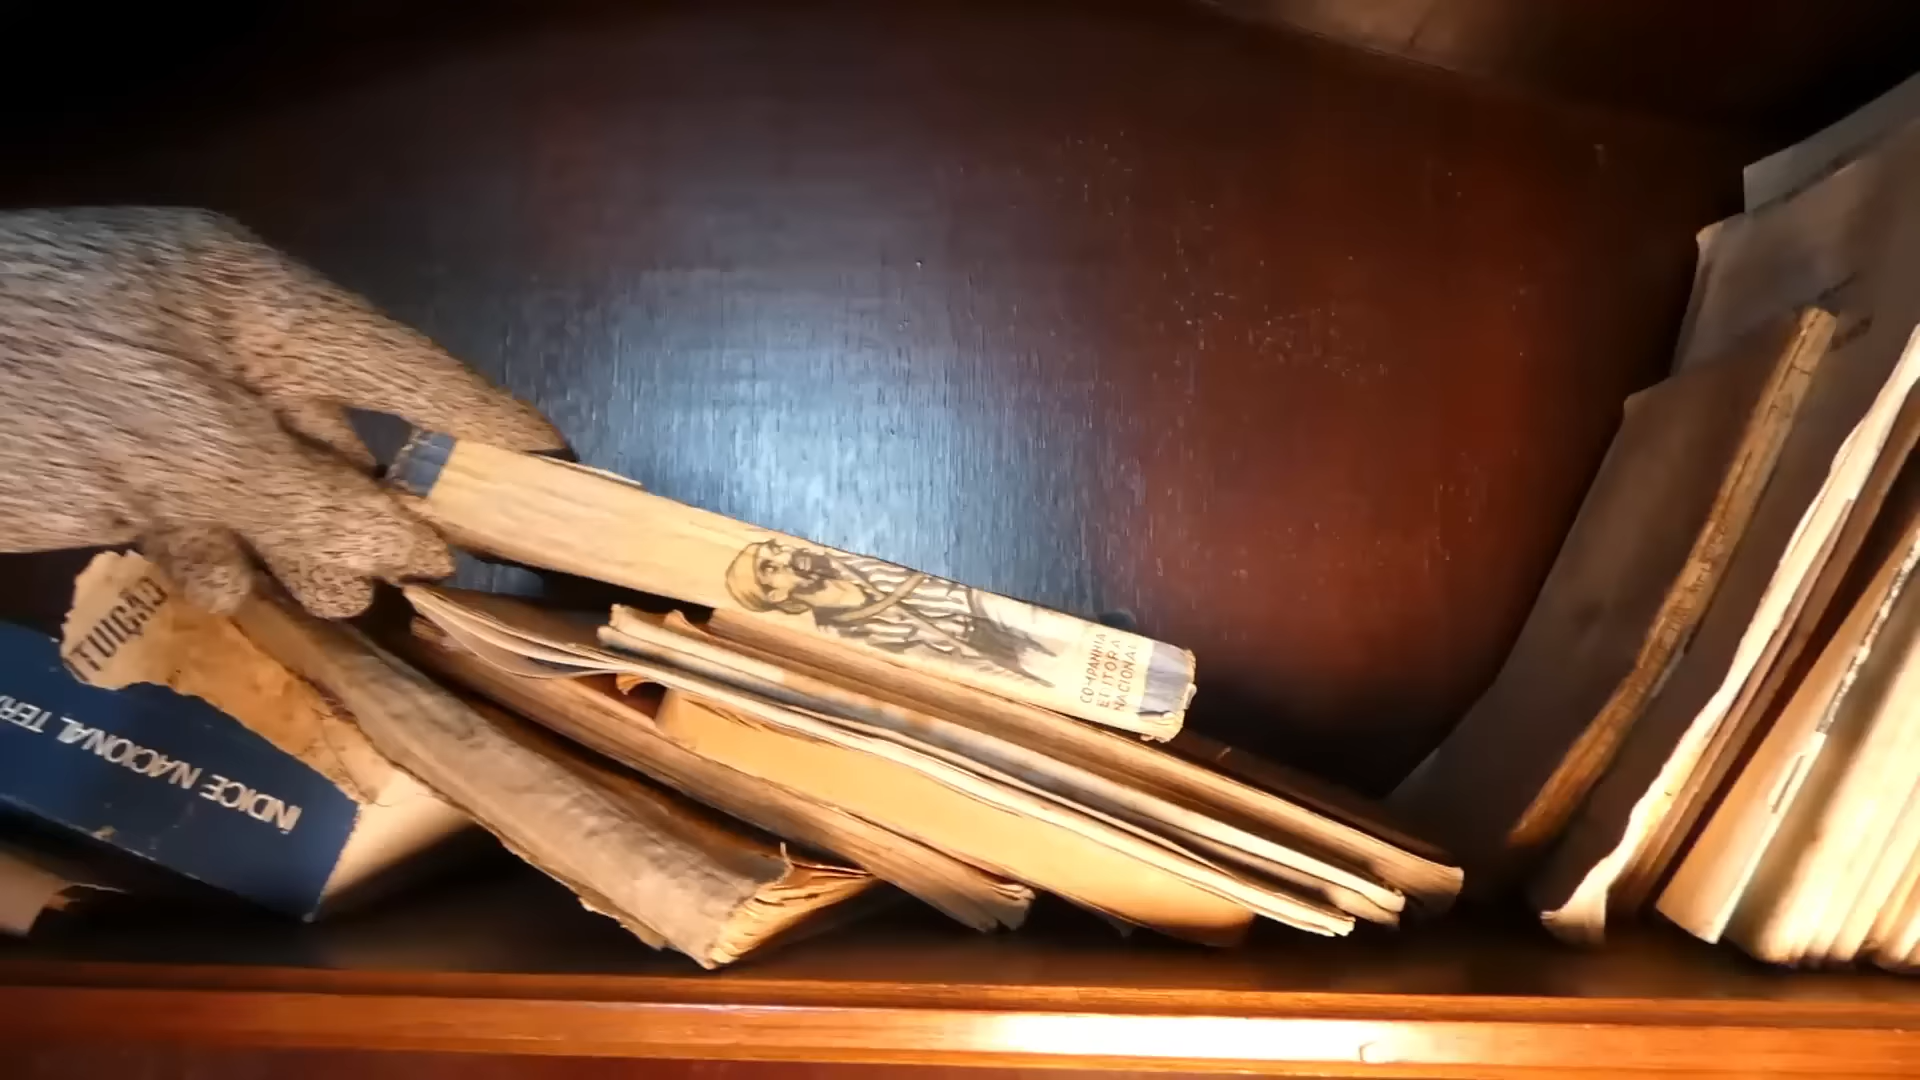 TUIÇÃO
ÍNDICE NACIONAL TER
COMPANHIA
EDITORA
NACIONAL